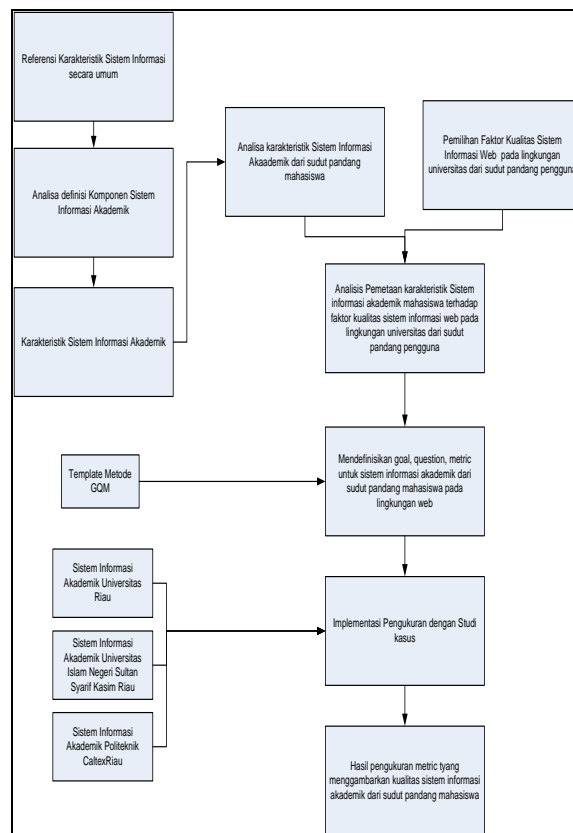 Referensi Karakteristik Sistem Informasi
secara umum
Analisa definisi Komponen Sistem
Informasi Akademik
Karakteristik Sistem Informasi Akademik
Analisa karakteristik Sistem Informasi
Akaademik dari sudut pandang
mahasiswa
Pemilihan Faktor Kualitas Sistem
Informasi Web pada lingkungan
universitas dari sudut pandang pengguna
Analisis Pemetaan karakteristik Sistem
informasi akademik mahasiswa terhadap
faktor kualitas sistem informasi web pada
lingkungan universitas dari sudut
pandang pengguna
Template Metode
GQM
Mendefinisikan goal, question, metric
untuk sistem informasi akademik dari
sudut pandang mahasiswa pada
lingkungan web
Sistem Informasi
Akademik Universitas
Riau
Sistem Informasi
Akademik Universitas
Islam Negeri Sultan
Syarif Kasim Riau
Sistem Informasi
Akademik Politeknik
CaltexRiau
Implementasi Pengukuran dengan Studi
kasus
Hasil pengukuran metric tyang
menggambarkan kualitas sistem informasi
akademik dari sudut pandang mahasiswa